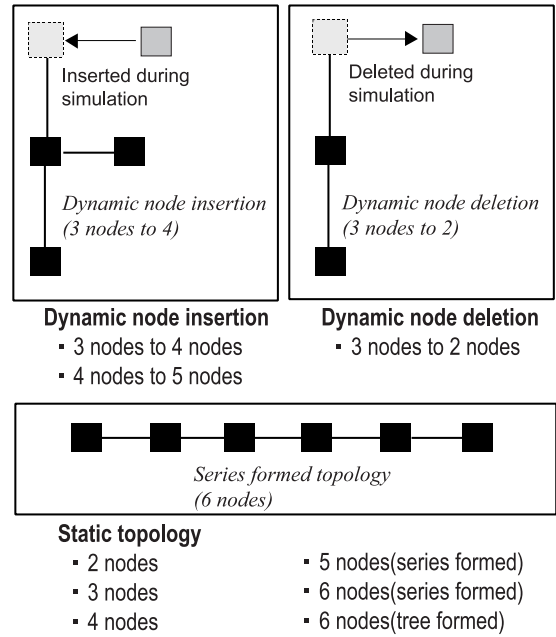 Inserted during
simulation
Dynamic node insertion
(3 nodes to 4)
Deleted during
simulation
Dynamic node deletion
(3 nodes to 2)
Dynamic node insertion
▪ 3 nodes to 4 nodes
▪ 4 nodes to 5 nodes
Dynamic node deletion
▪ 3 nodes to 2 nodes
Series formed topology
(6 nodes)
Static topology
▪ 2 nodes
▪ 3 nodes
▪ 4 nodes
▪ 5 nodes(series formed)
▪ 6 nodes(series formed)
▪ 6 nodes(tree formed)